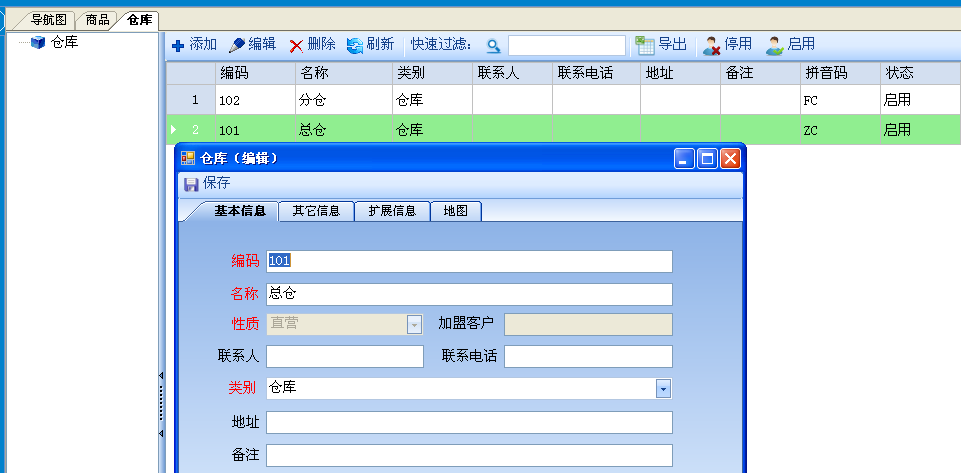 导航图 商品 仓库
仓库
添加 编辑 删除 刷新 快速过滤： 导出 停用 启用
编码 名称 类别 联系人 联系电话 地址 备注 拼音码 状态
1 102 分仓 仓库 FC 启用
2 101 总仓 仓库 ZC 启用
仓库（编辑）
保存
基本信息 其它信息 扩展信息 地图
编码 101
名称 总仓
性质 直营 加盟客户
联系人 联系电话
类别 仓库
地址
备注